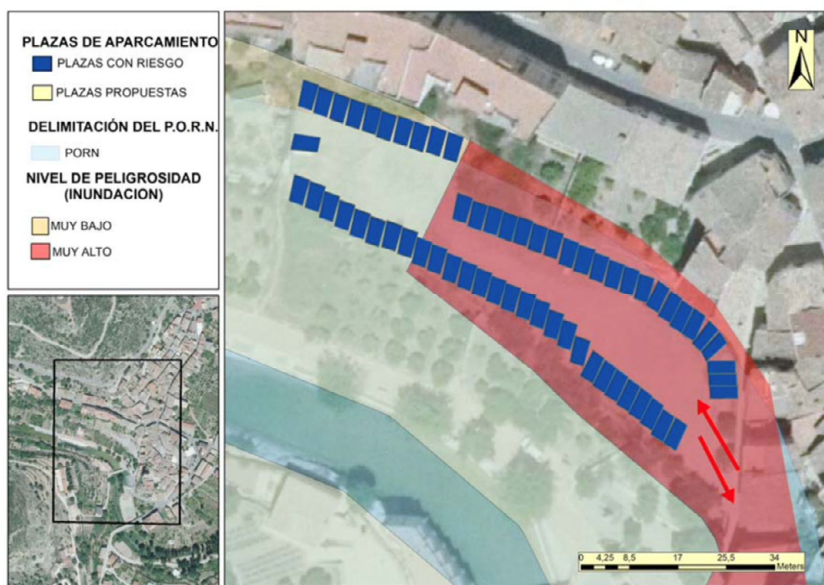 PLAZAS DE APARCAMIENTO
PLAZAS CON RIESGO
PLAZAS PROPUESTAS
DELIMITACIÓN DEL P.O.R.N.
PORN
NIVEL DE PELIGROSIDAD
(INUNDACION)
MUY BAJO
MUY ALTO
N
0 4,25 8,5 17 25,5 34
Meters